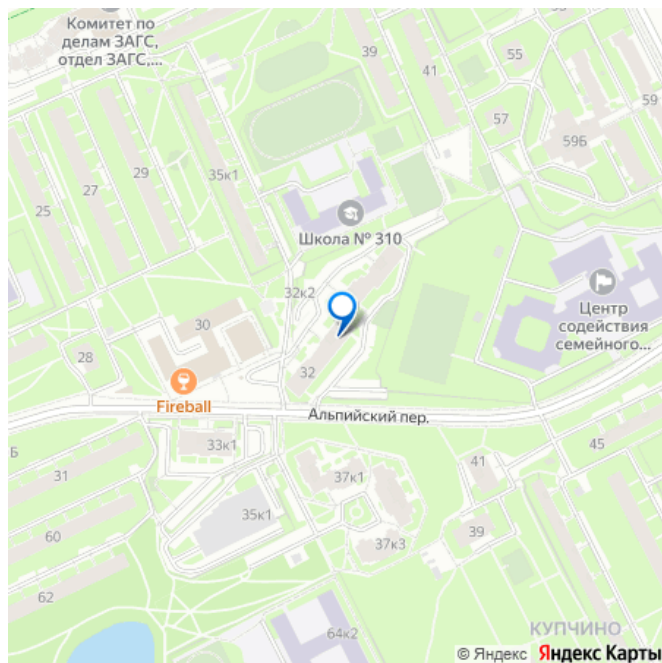 Комитет по
делам ЗАГС,
отдел ЗАГС,...
39
41
55
59
57
59Б
29
35к1
27
25
Школа № 310
32к2
Центр
содействия
семейного...
30
28
32
Fireball
Альпийский пер.
33к1
45
Б
31
37к1
41
35к1
39
60
37к3
62
64к2
КУПЧИНО
© Яндекс Яндекс Карты